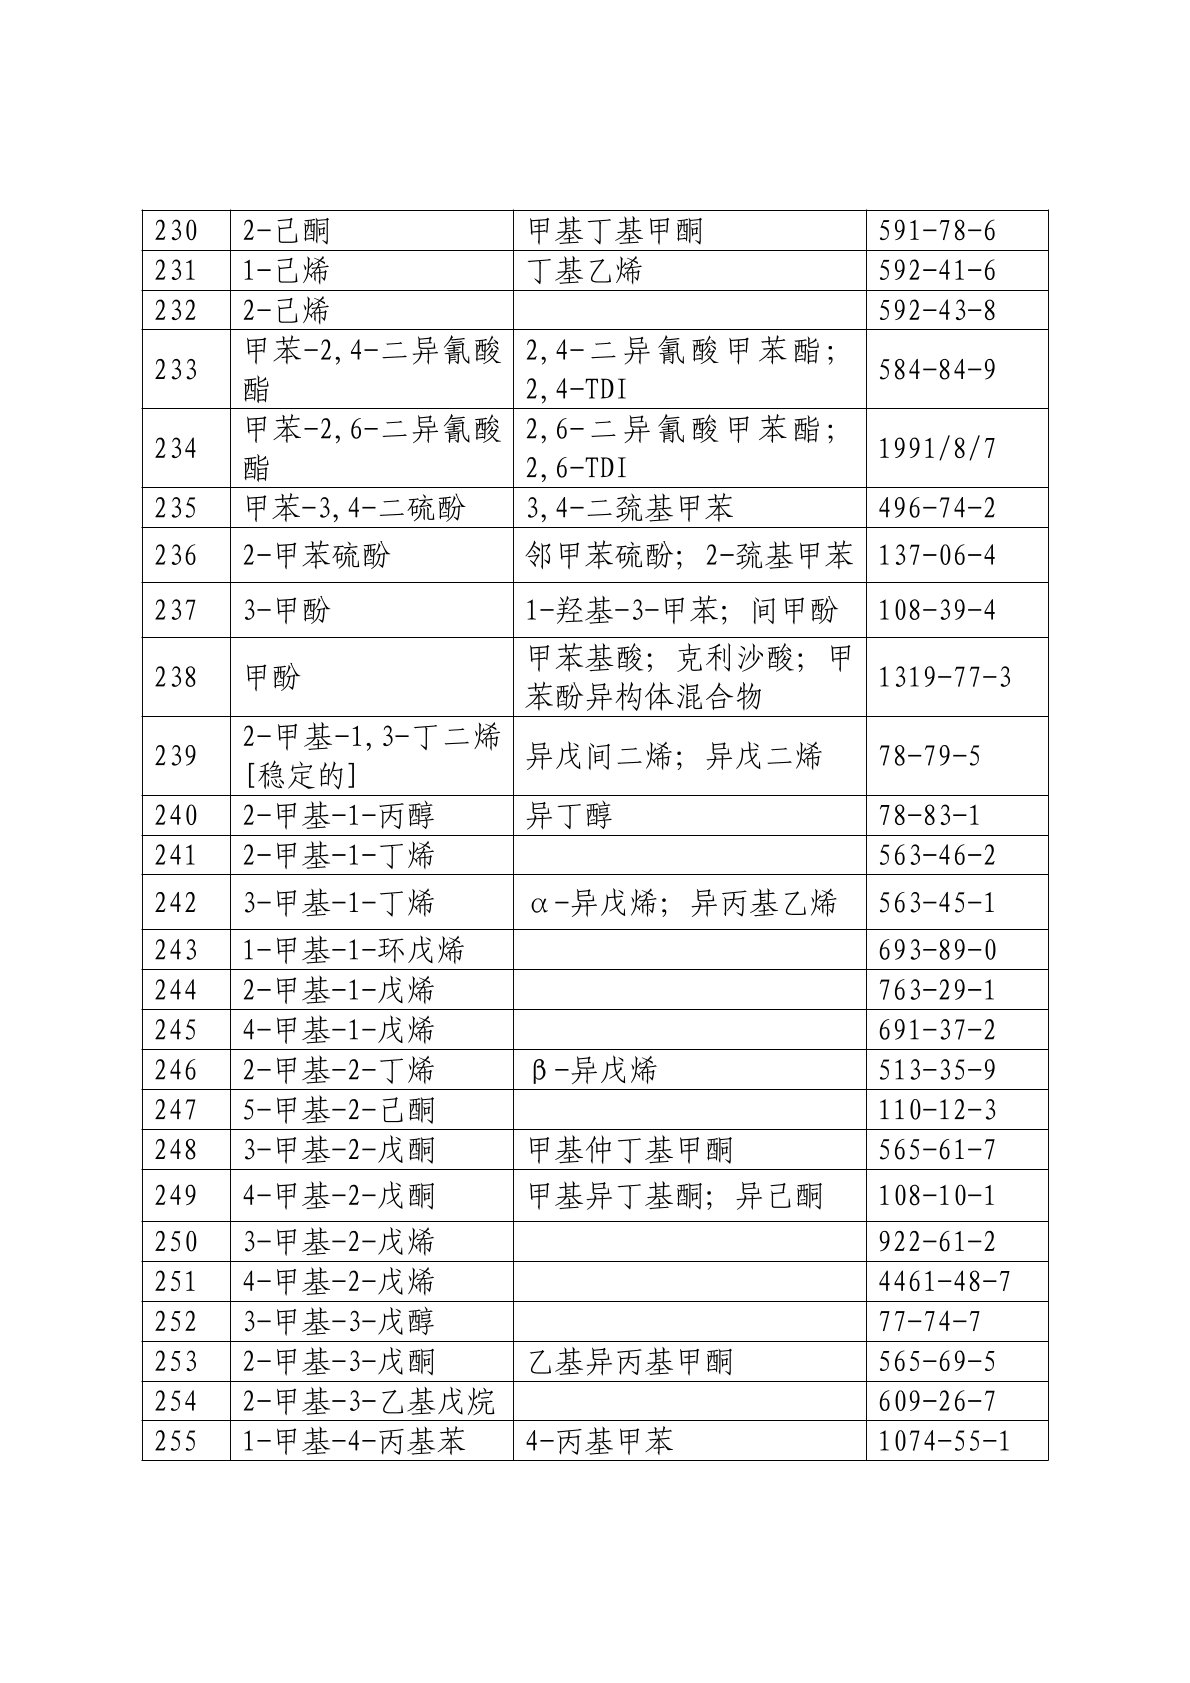 230 2-己酮 甲基丁基甲酮 591-78-6
231 1-己烯 丁基乙烯 592-41-6
232 2-己烯 592-43-8
233 甲苯-2,4-二异氰酸 2,4-二异氰酸甲苯酯； 584-84-9
酯 2,4-TDI
234 甲苯-2,6-二异氰酸 2,6-二异氰酸甲苯酯； 1991/8/7
酯 2,6-TDI
235 甲苯-3,4-二硫酚 3,4-二巯基甲苯 496-74-2
236 2-甲苯硫酚 邻甲苯硫酚；2-巯基甲苯 137-06-4
237 3-甲酚 1-羟基-3-甲苯；间甲酚 108-39-4
238 甲酚 甲苯基酸；克利沙酸；甲 1319-77-3
苯酚异构体混合物
239 2-甲基-1,3-丁二烯 异戊间二烯；异戊二烯 78-79-5
[稳定的]
240 2-甲基-1-丙醇 异丁醇 78-83-1
241 2-甲基-1-丁烯 563-46-2
242 3-甲基-1-丁烯 α-异戊烯；异丙基乙烯 563-45-1
243 1-甲基-1-环戊烯 693-89-0
244 2-甲基-1-戊烯 763-29-1
245 4-甲基-1-戊烯 691-37-2
246 2-甲基-2-丁烯 β-异戊烯 513-35-9
247 5-甲基-2-己酮 110-12-3
248 3-甲基-2-戊酮 甲基仲丁基甲酮 565-61-7
249 4-甲基-2-戊酮 甲基异丁基酮；异己酮 108-10-1
250 3-甲基-2-戊烯 922-61-2
251 4-甲基-2-戊烯 4461-48-7
252 3-甲基-3-戊醇 77-74-7
253 2-甲基-3-戊酮 乙基异丙基甲酮 565-69-5
254 2-甲基-3-乙基戊烷 609-26-7
255 1-甲基-4-丙基苯 4-丙基甲苯 1074-55-1